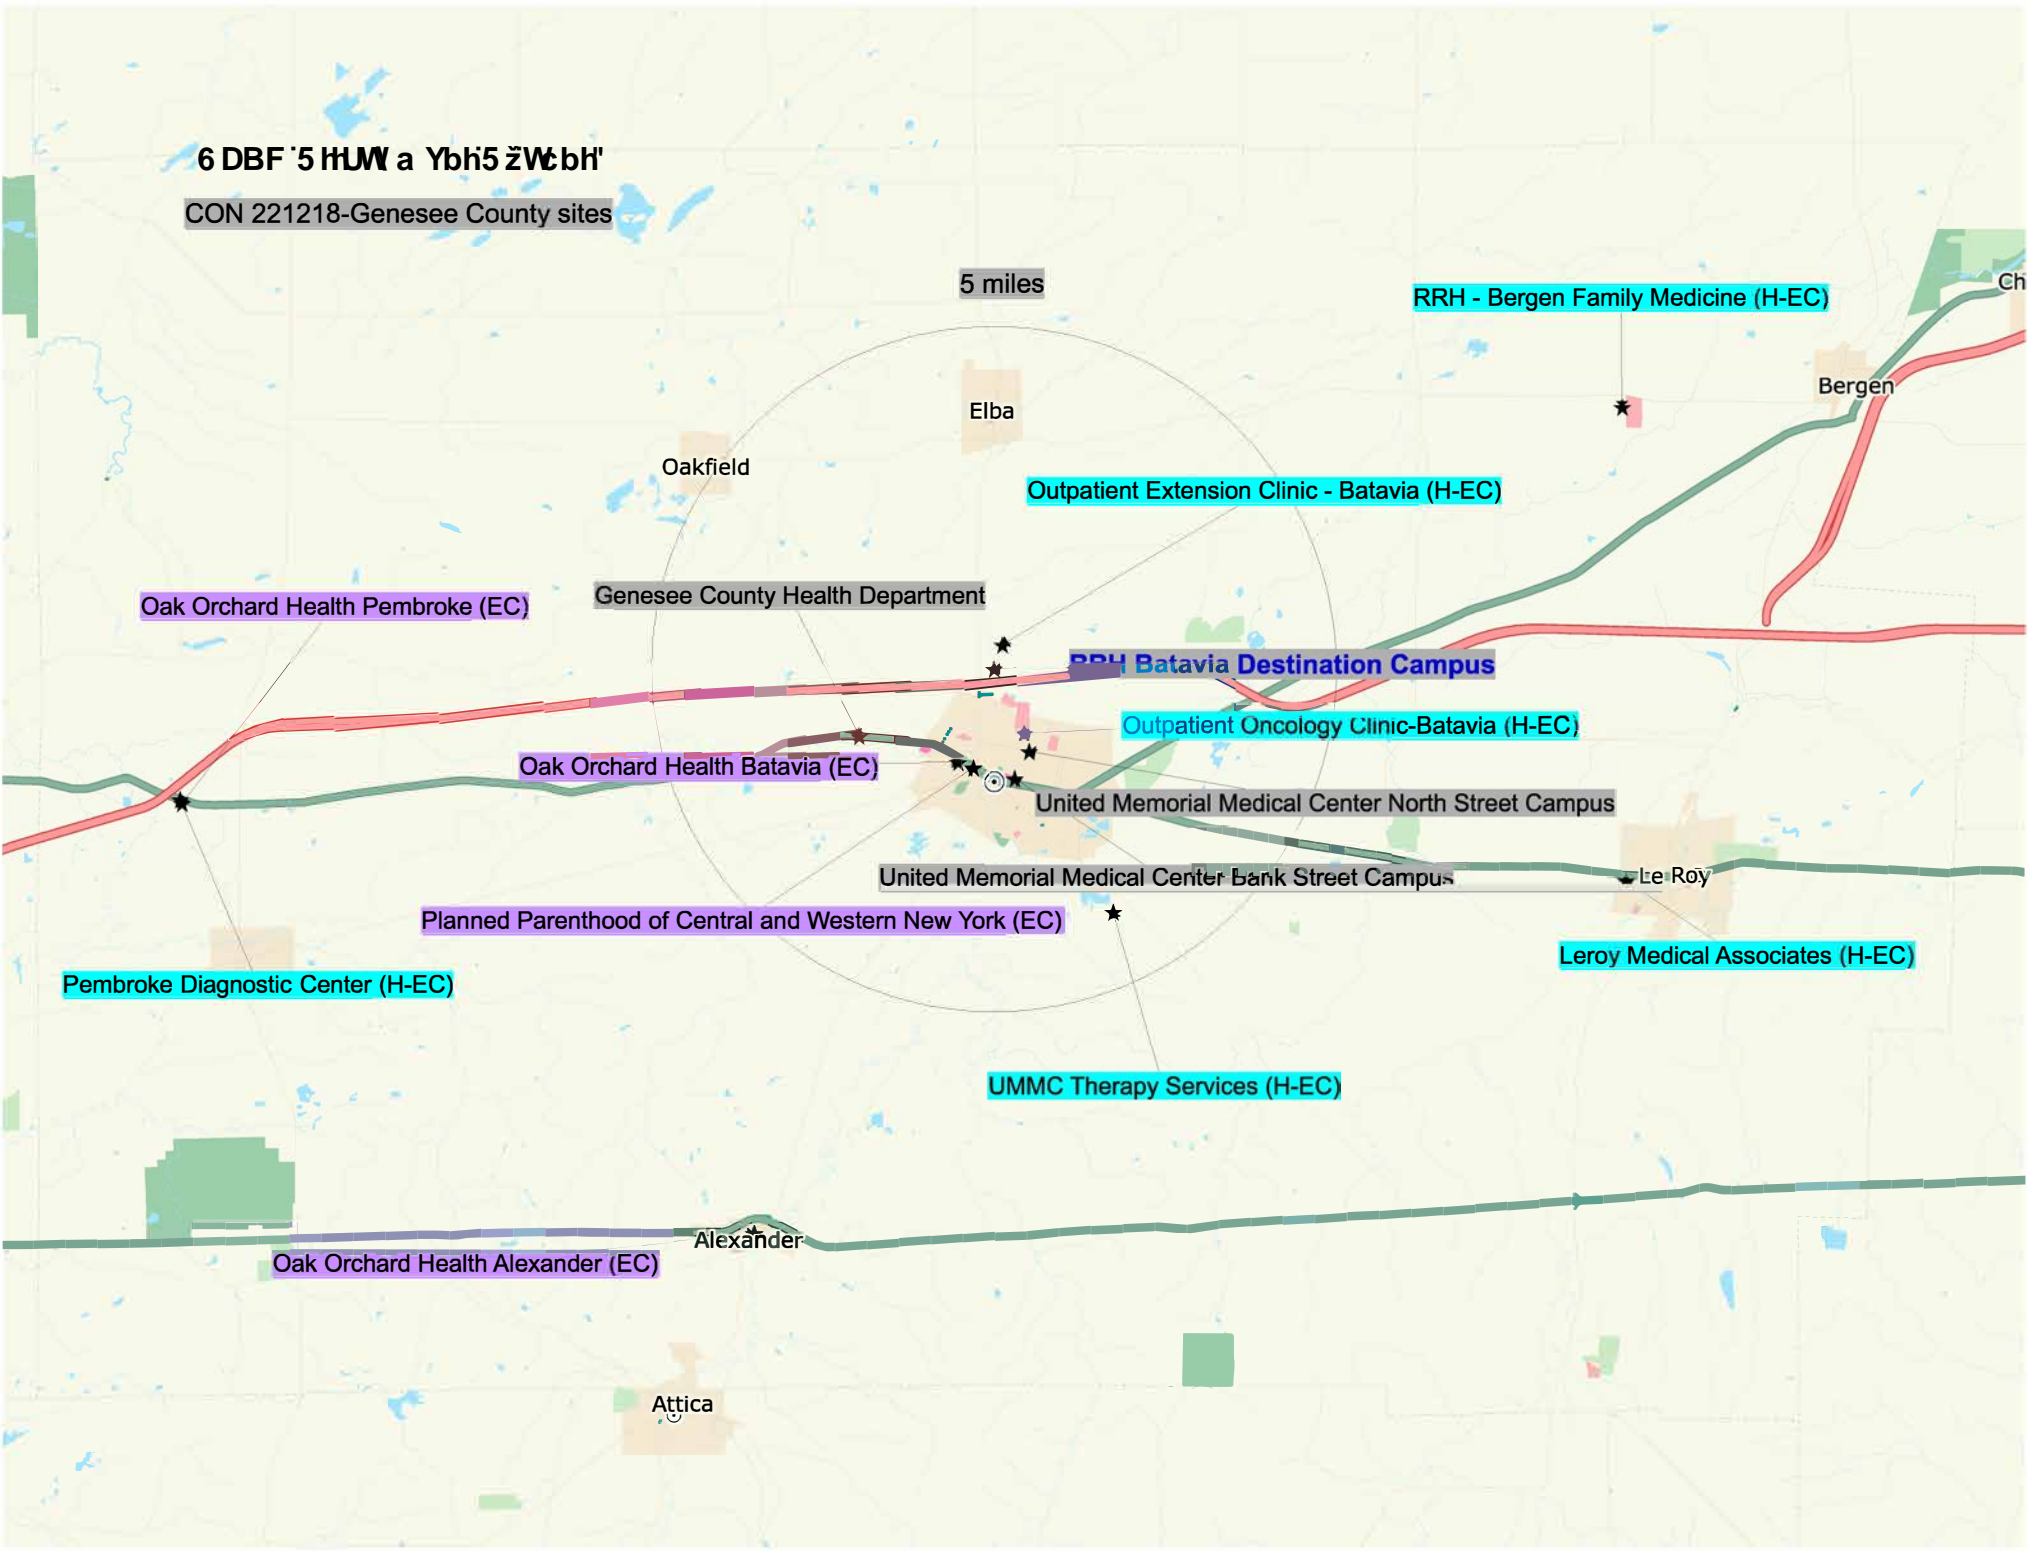 6 DBF
CON 221218-Genesee County sites
5 miles
RRH - Bergen Family Medicine (H-EC)
Ch
Bergen
Elba
Oakfield
Outpatient Extension Clinic - Batavia (H-EC)
Genesee County Health Department
Oak Orchard Health Pembroke (EC)
RRH Batavia Destination Campus
Outpatient Oncology Clinic-Batavia (H-EC)
Oak Orchard Health Batavia (EC)
United Memorial Medical Center North Street Campus
United Memorial Medical Center Bank Street Campus
Le Roy
Planned Parenthood of Central and Western New York (EC)
Leroy Medical Associates (H-EC)
Pembroke Diagnostic Center (H-EC)
UMMC Therapy Services (H-EC)
Alexander
Oak Orchard Health Alexander (EC)
Attica